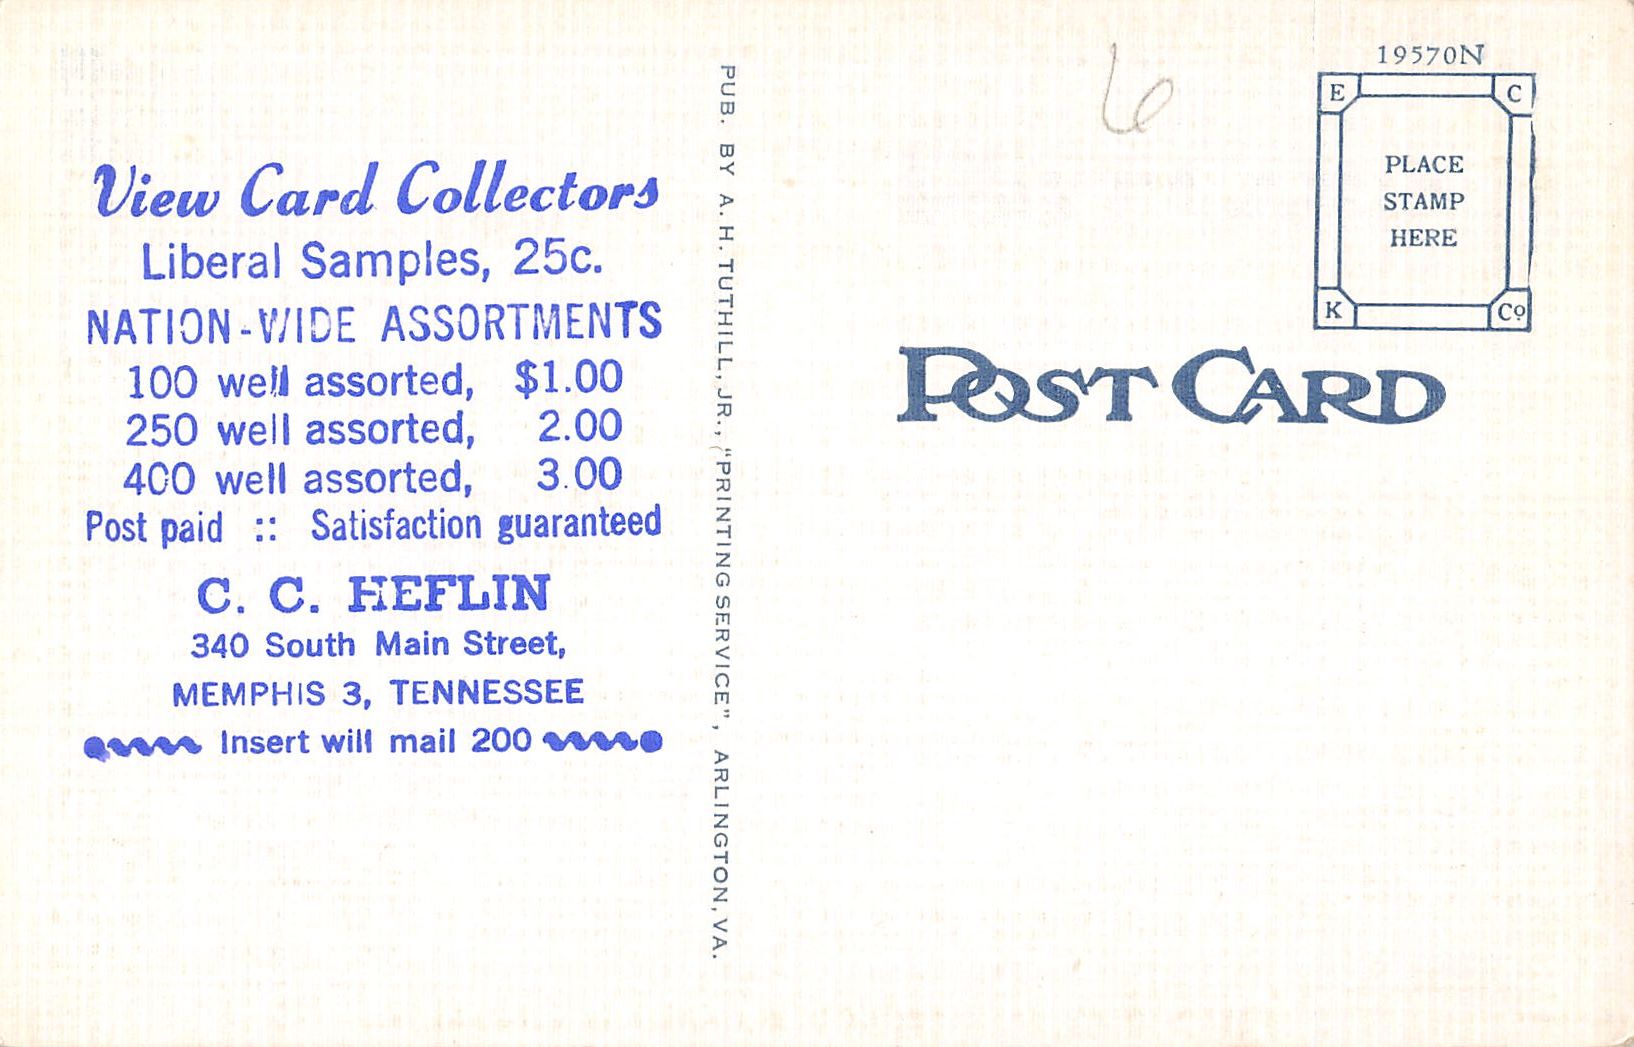 View Card Collectors
Liberal Samples, 25c.
NATION-WIDE ASSORTMENTS
100 well assorted, $1.00
250 well assorted, 2.00
400 well assorted, 3.00
Post paid :: Satisfaction guaranteed
C. C. HEFLIN
340 South Main Street,
MEMPHIS 3, TENNESSEE
Insert will mail 200
PUB. BY A. H. TUTHILL, JR., "PRINTING SERVICE", ARLINGTON, VA.
6
19570N
E C
PLACE
STAMP
HERE
K Co
POST CARD